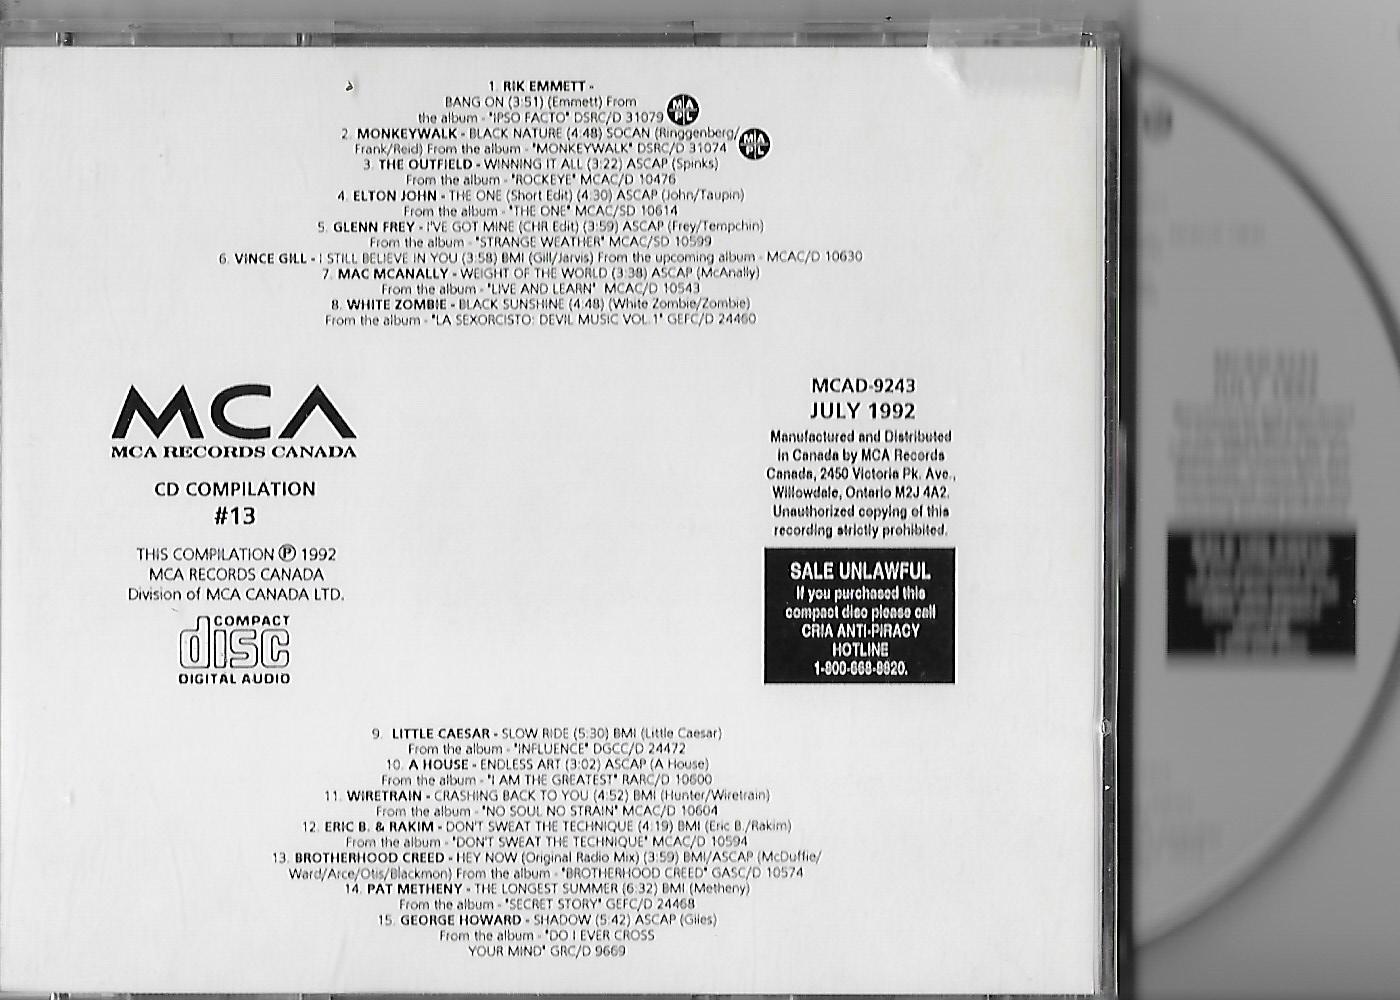 1. RIK EMMETT -
BANG ON (3:51) (Emmett) From
the album - "IPSO FACTO" DSRC/D 31079
MAPL
2. MONKEYWALK - BLACK NATURE (4:48) SOCAN (Ringgenberg/
Frank/Reid) From the album - "MONKEYWALK" DSRC/D 31074
MAPL
3. THE OUTFIELD - WINNING IT ALL (3:22) ASCAP (Spinks)
From the album - "ROCKEYE" MCAC/D 10476
4. ELTON JOHN - THE ONE (Short Edit) (4:30) ASCAP (John/Taupin)
From the album - "THE ONE" MCAC/SD 10614
5. GLENN FREY - I'VE GOT MINE (CHR Edit) (3:59) ASCAP (Frey/Tempchin)
From the album - "STRANGE WEATHER" MCAC/SD 10599
6. VINCE GILL - I STILL BELIEVE IN YOU (3:58) BMI (Gill/Jarvis) From the upcoming album - MCAC/D 10630
7. MAC MCANALLY - WEIGHT OF THE WORLD (3:38) ASCAP (McAnally)
From the album - "LIVE AND LEARN" MCAC/D 10543
8. WHITE ZOMBIE - BLACK SUNSHINE (4:48) (White Zombie/Zombie)
From the album - "LA SEXORCISTO: DEVIL MUSIC VOL.1" GEFC/D 24460
MCA
MCA RECORDS CANADA
CD COMPILATION
#13
THIS COMPILATION ℗ 1992
MCA RECORDS CANADA
Division of MCA CANADA LTD.
COMPACT
disc
DIGITAL AUDIO
MCAD-9243
JULY 1992
Manufactured and Distributed
in Canada by MCA Records
Canada, 2450 Victoria Pk. Ave.,
Willowdale, Ontario M2J 4A2.
Unauthorized copying of this
recording strictly prohibited.
SALE UNLAWFUL
If you purchased this
compact disc please call
CRIA ANTI-PIRACY
HOTLINE
1-800-668-8820.
9. LITTLE CAESAR - SLOW RIDE (5:30) BMI (Little Caesar)
From the album - "INFLUENCE" DGCC/D 24472
10. A HOUSE - ENDLESS ART (3:02) ASCAP (A House)
From the album - "I AM THE GREATEST" RARC/D 10600
11. WIRETRAIN - CRASHING BACK TO YOU (4:52) BMI (Hunter/Wiretrain)
From the album - "NO SOUL NO STRAIN" MCAC/D 10604
12. ERIC B. & RAKIM - DON'T SWEAT THE TECHNIQUE (4:19) BMI (Eric B./Rakim)
From the album - "DON'T SWEAT THE TECHNIQUE" MCAC/D 10594
13. BROTHERHOOD CREED - HEY NOW (Original Radio Mix) (3:59) BMI/ASCAP (McDuffie/
Ward/Arce/Otis/Blackmon) From the album - "BROTHERHOOD CREED" GASC/D 10574
14. PAT METHENY - THE LONGEST SUMMER (6:32) BMI (Metheny)
From the album - "SECRET STORY" GEFC/D 24468
15. GEORGE HOWARD - SHADOW (5:42) ASCAP (Giles)
From the album - "DO I EVER CROSS
YOUR MIND" GRC/D 9669
MCAD-9243
JULY 1992
SALE UNLAWFUL